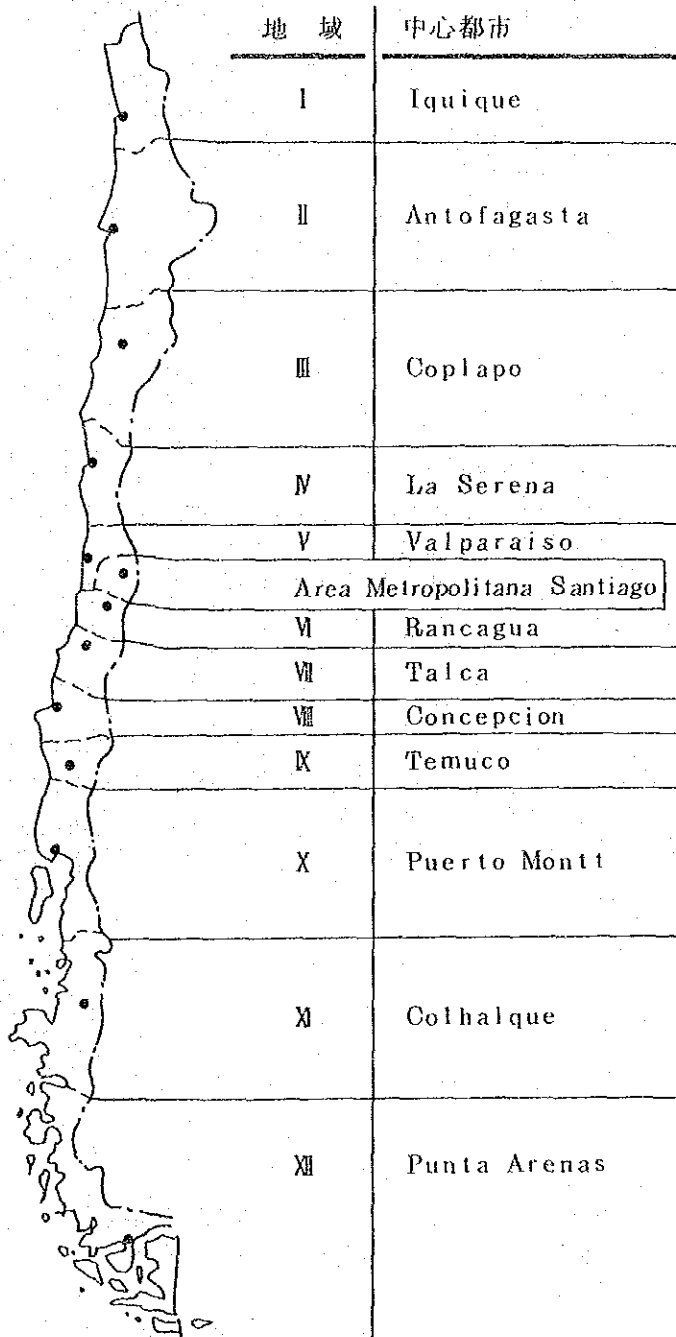 地 域 中心都市
Ⅰ Iquique
Ⅱ Antofagasta
Ⅲ Coplapo
Ⅳ La Serena
Ⅴ Valparaiso
Area Metropolitana Santiago
Ⅵ Rancagua
Ⅶ Talca
Ⅷ Concepcion
Ⅸ Temuco
Ⅹ Puerto Montt
Ⅺ Colhalque
Ⅻ Punta Arenas